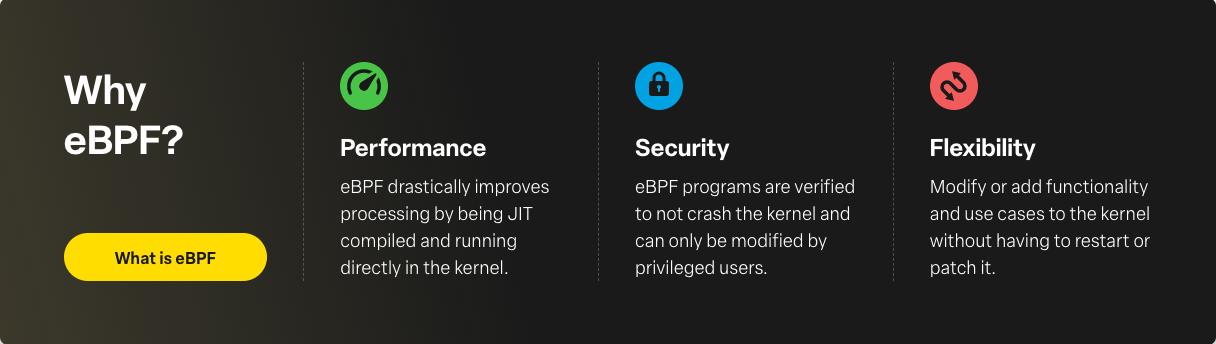 Why
eBPF?
What is eBPF
Performance
eBPF drastically improves
processing by being JIT
compiled and running
directly in the kernel.
Security
eBPF programs are verified
to not crash the kernel and
can only be modified by
privileged users.
Flexibility
Modify or add functionality
and use cases to the kernel
without having to restart or
patch it.